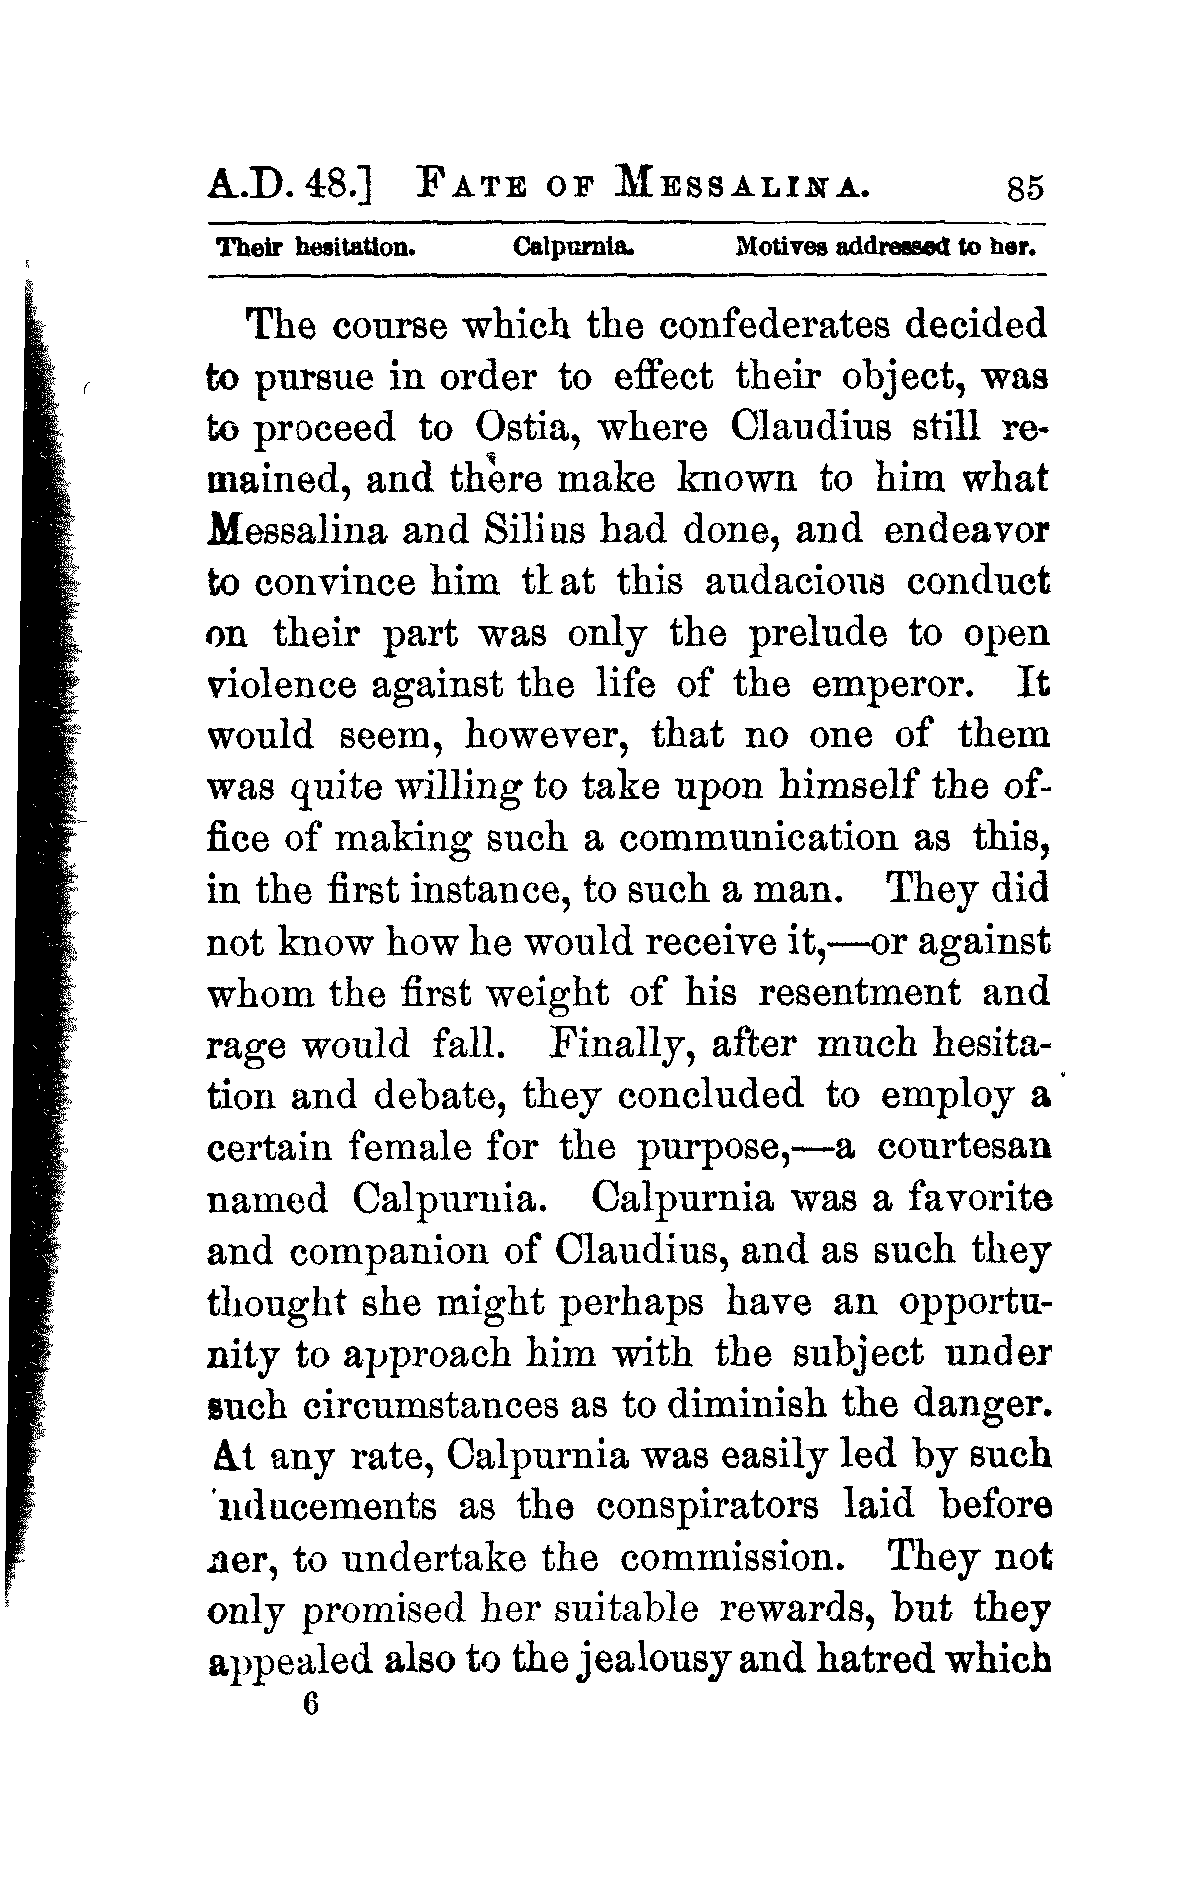 A.D. 48.] FATE OF MESSALINA. 85
Their hesitation. Calpurnia. Motives addressed to her.
The course which the confederates decided
to pursue in order to effect their object, was
to proceed to Ostia, where Claudius still re-
mained, and there make known to him what
Messalina and Silius had done, and endeavor
to convince him that this audacious conduct
on their part was only the prelude to open
violence against the life of the emperor. It
would seem, however, that no one of them
was quite willing to take upon himself the of-
fice of making such a communication as this,
in the first instance, to such a man. They did
not know how he would receive it,—or against
whom the first weight of his resentment and
rage would fall. Finally, after much hesita-
tion and debate, they concluded to employ a
certain female for the purpose,—a courtesan
named Calpurnia. Calpurnia was a favorite
and companion of Claudius, and as such they
thought she might perhaps have an opportu-
nity to approach him with the subject under
such circumstances as to diminish the danger.
At any rate, Calpurnia was easily led by such
inducements as the conspirators laid before
her, to undertake the commission. They not
only promised her suitable rewards, but they
appealed also to the jealousy and hatred which
6